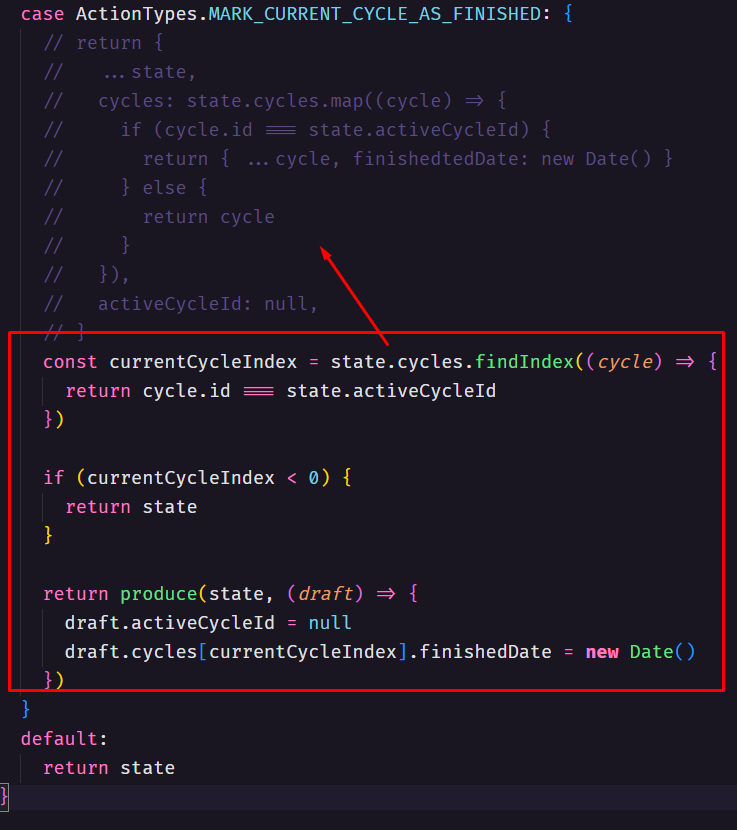 case ActionTypes.MARK_CURRENT_CYCLE_AS_FINISHED: {
// return {
//   ...state,
//   cycles: state.cycles.map((cycle) => {
//     if (cycle.id === state.activeCycleId) {
//       return { ...cycle, finishedtedDate: new Date() }
//     } else {
//       return cycle
//     }
//   }),
//   activeCycleId: null,
// }
const currentCycleIndex = state.cycles.findIndex((cycle) => {
return cycle.id === state.activeCycleId
})
if (currentCycleIndex < 0) {
return state
}
return produce(state, (draft) => {
draft.activeCycleId = null
draft.cycles[currentCycleIndex].finishedDate = new Date()
})
}
default:
return state
}